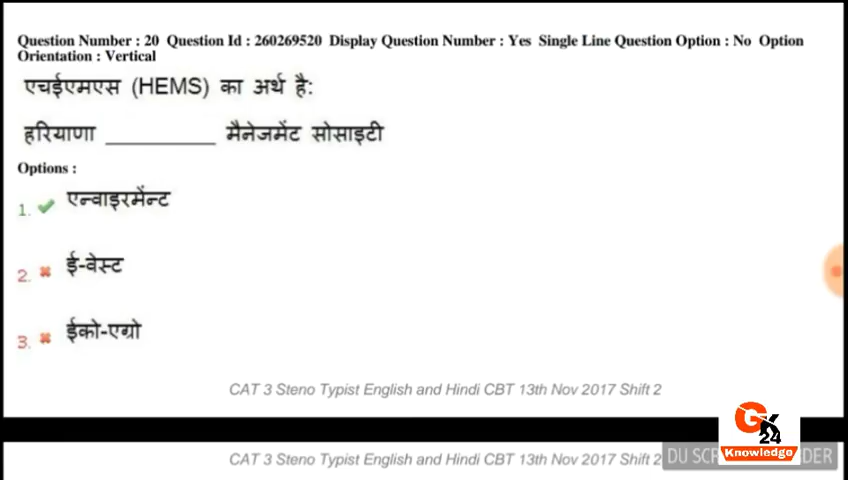 Question Number : 20 Question Id : 260269520 Display Question Number : Yes Single Line Question Option : No Option
Orientation : Vertical
एचईएमएस (HEMS) का अर्थ है:
हरियाणा __________ मैनेजमेंट सोसाइटी
Options :
1. ✔ एन्वाइरमेंन्ट
2. ✖ ई-वेस्ट
3. ✖ ईको-एग्रो
CAT 3 Steno Typist English and Hindi CBT 13th Nov 2017 Shift 2
CAT 3 Steno Typist English and Hindi CBT 13th Nov 2017 Shift 2
GK
24
Knowledge
DU SCR DER